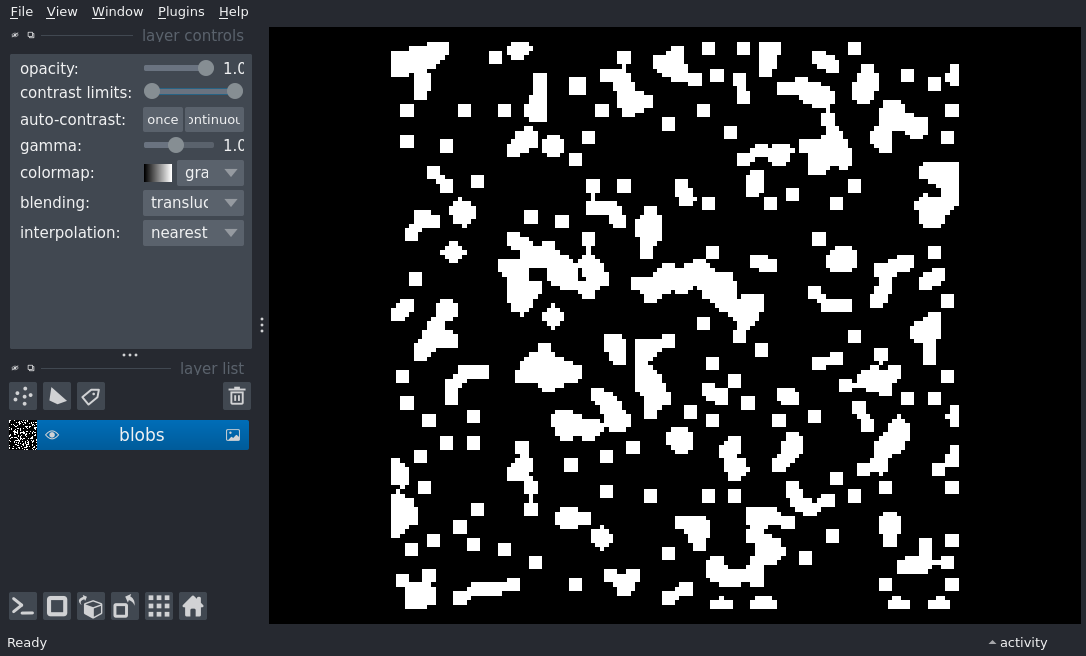 File View Window Plugins Help
layer controls
opacity: 1.0
contrast limits:
auto-contrast: once ontinuou
gamma: 1.0
colormap: gra
blending: transluc
interpolation: nearest
layer list
blobs
Ready
activity